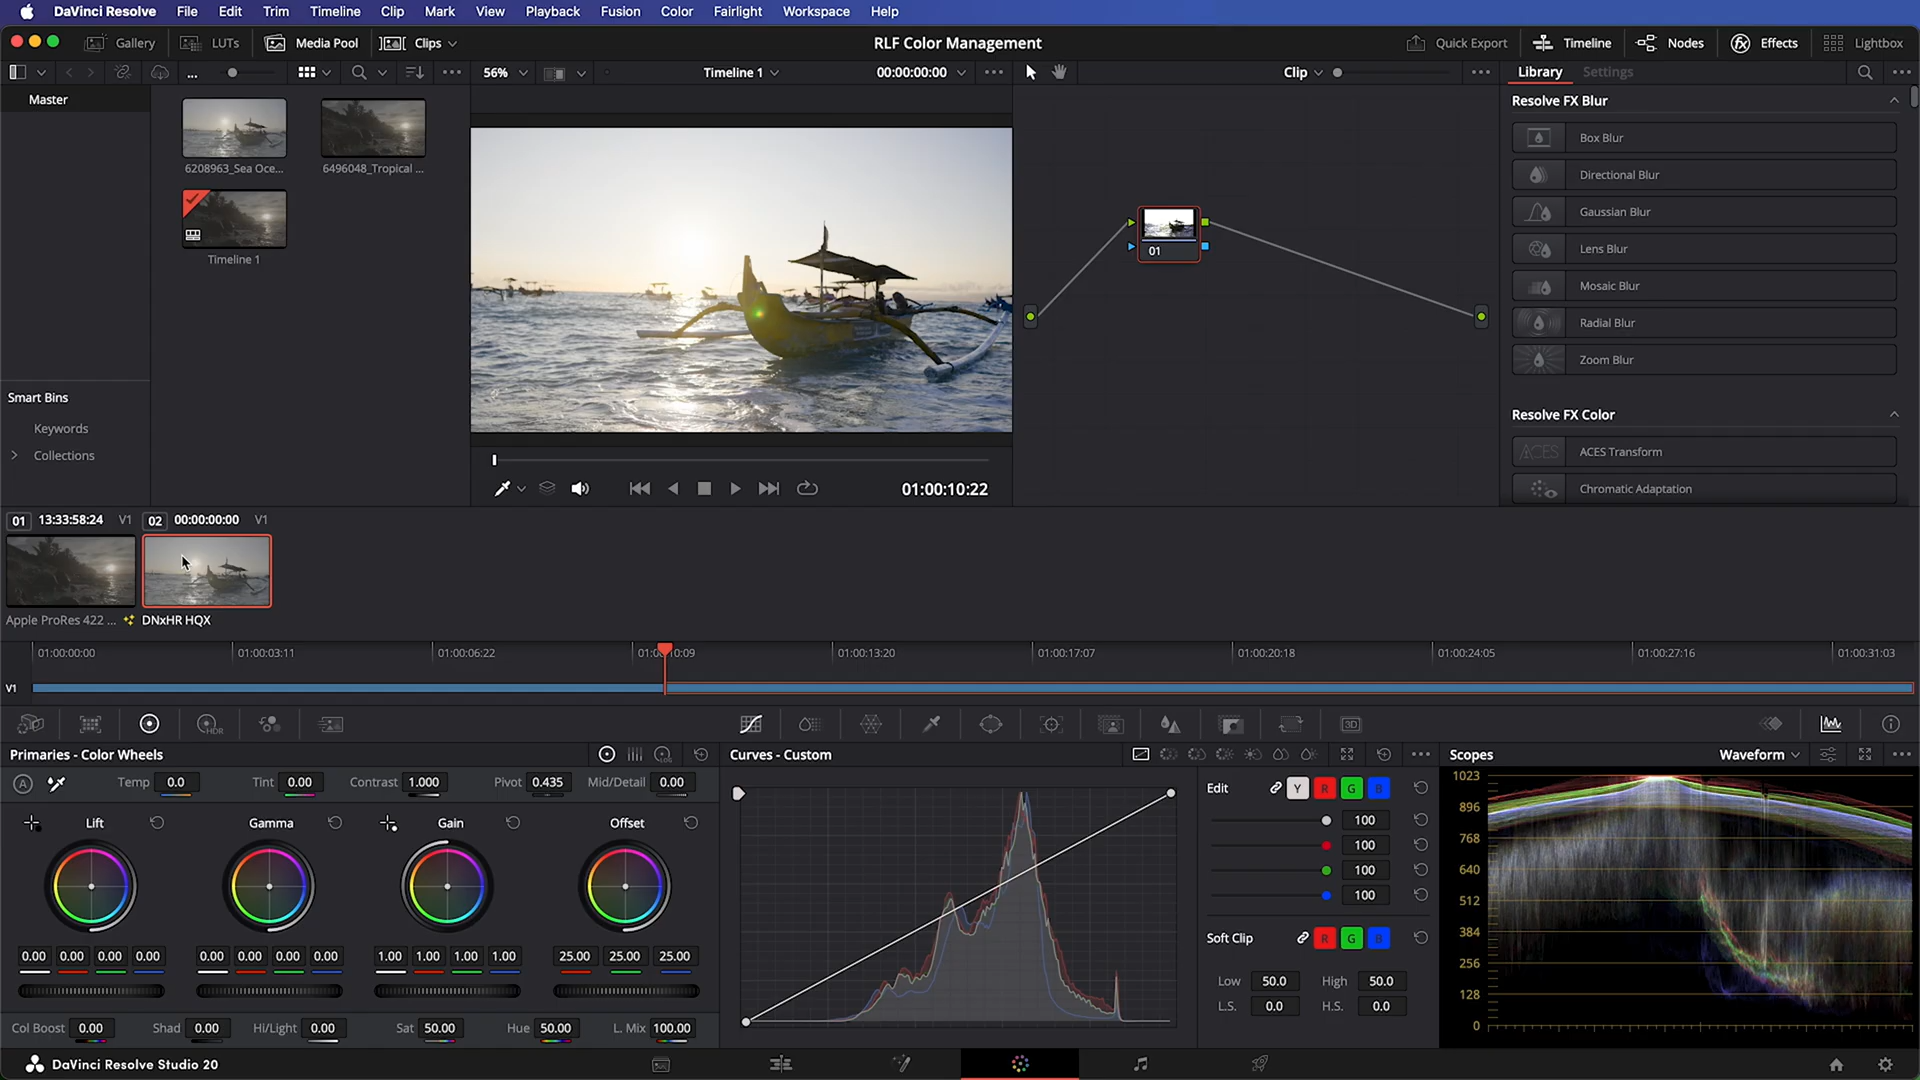 DaVinci Resolve File Edit Trim Timeline Clip Mark View Playback Fusion Color Fairlight Workspace Help
Gallery LUTs Media Pool Clips RLF Color Management Quick Export Timeline Nodes Effects Lightbox
... 56% Timeline 1 00:00:00:00 Clip Library Settings
Master
Resolve FX Blur
Box Blur
Directional Blur
Gaussian Blur
Lens Blur
Mosaic Blur
Radial Blur
Zoom Blur
Resolve FX Color
ACES Transform
Chromatic Adaptation
6208963_Sea Oce... 6496048_Tropical ...
Timeline 1
01
Smart Bins
Keywords
Collections
01:00:10:22
01 13:33:58:24 V1 02 00:00:00:00 V1
Apple ProRes 422 ... DNxHR HQX
01:00:00:00 01:00:03:11 01:00:06:22 01:00:10:09 01:00:13:20 01:00:17:07 01:00:20:18 01:00:24:05 01:00:27:16 01:00:31:03
V1
HDR 3D
Primaries - Color Wheels LOG
A Temp 0.0 Tint 0.00 Contrast 1.000 Pivot 0.435 Mid/Detail 0.00
Lift Gamma Gain Offset
0.00 0.00 0.00 0.00 0.00 0.00 0.00 0.00 1.00 1.00 1.00 1.00 25.00 25.00 25.00
Col Boost 0.00 Shad 0.00 Hi/Light 0.00 Sat 50.00 Hue 50.00 L. Mix 100.00
Curves - Custom
Edit Y R G B
100
100
100
100
Soft Clip R G B
Low 50.0 High 50.0
L.S. 0.0 H.S. 0.0
Scopes Waveform
1023
896
768
640
512
384
256
128
0
DaVinci Resolve Studio 20